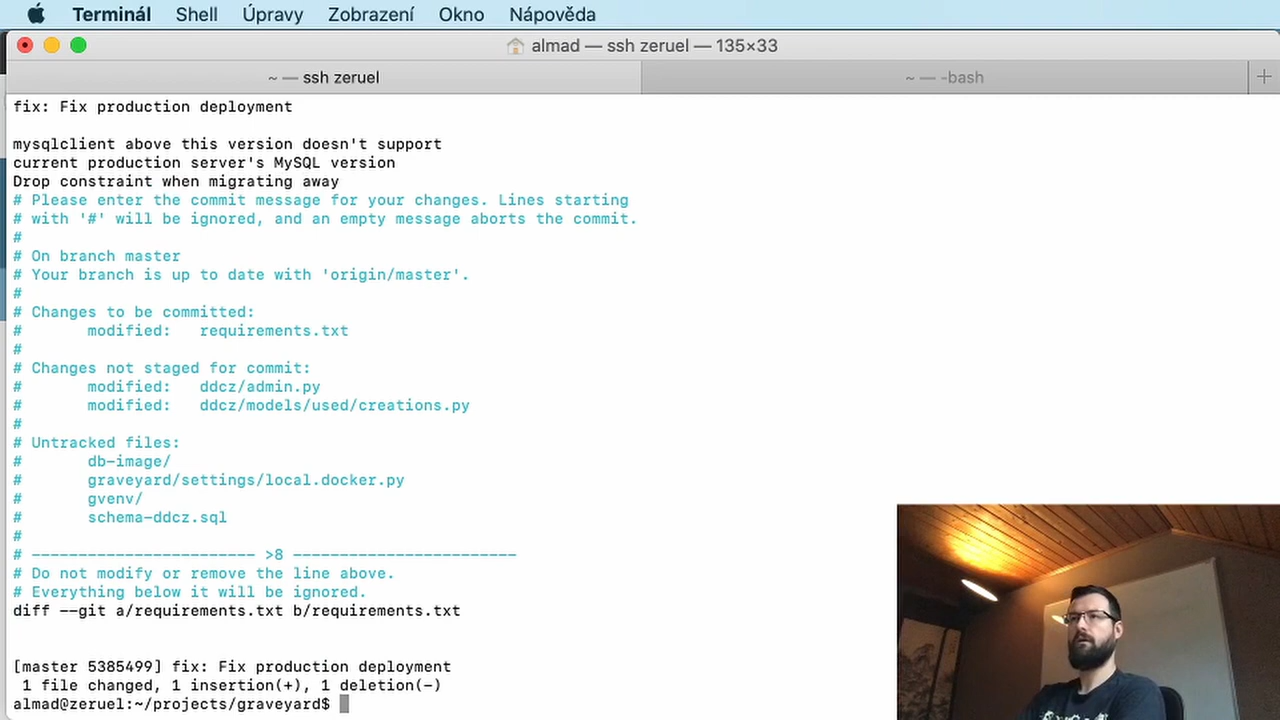 Terminál Shell Úpravy Zobrazení Okno Nápověda
almad — ssh zeruel — 135×33
~ — ssh zeruel
~ — -bash
fix: Fix production deployment
mysqlclient above this version doesn't support
current production server's MySQL version
Drop constraint when migrating away
# Please enter the commit message for your changes. Lines starting
# with '#' will be ignored, and an empty message aborts the commit.
#
# On branch master
# Your branch is up to date with 'origin/master'.
#
# Changes to be committed:
#       modified:   requirements.txt
#
# Changes not staged for commit:
#       modified:   ddcz/admin.py
#       modified:   ddcz/models/used/creations.py
#
# Untracked files:
#       db-image/
#       graveyard/settings/local.docker.py
#       gvenv/
#       schema-ddcz.sql
#
# ------------------------ >8 ------------------------
# Do not modify or remove the line above.
# Everything below it will be ignored.
diff --git a/requirements.txt b/requirements.txt
[master 5385499] fix: Fix production deployment
 1 file changed, 1 insertion(+), 1 deletion(-)
almad@zeruel:~/projects/graveyard$